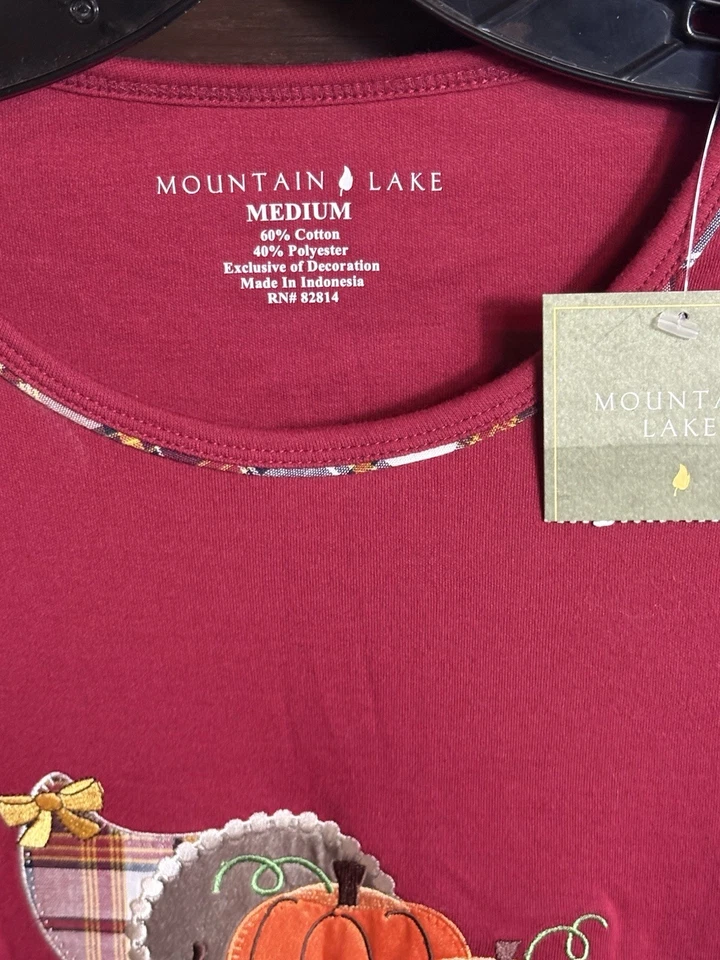 MOUNTAIN LAKE
MEDIUM
60% Cotton
40% Polyester
Exclusive of Decoration
Made In Indonesia
RN# 82814
MOUNTA
LAKE